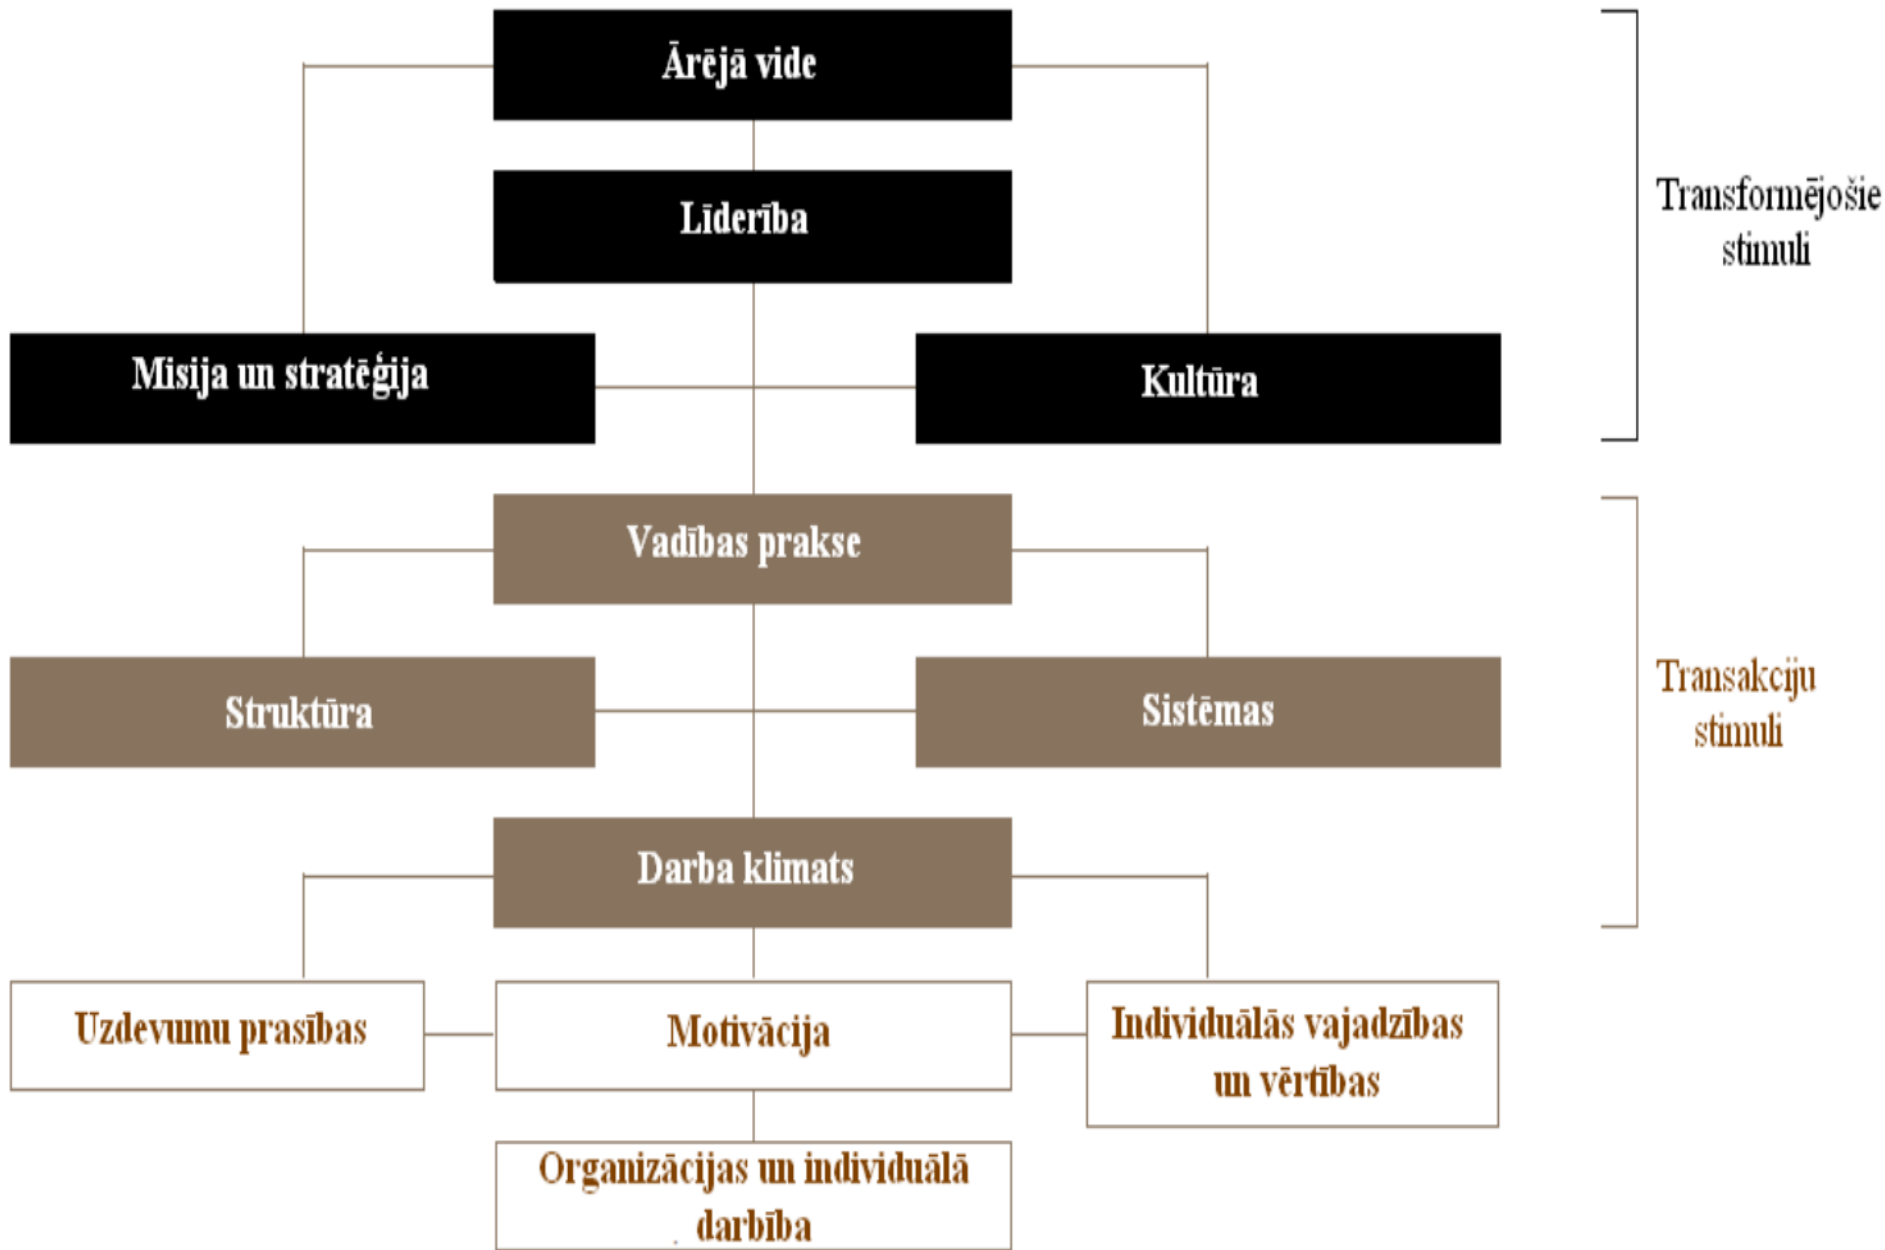 Ārējā vide
Līderība
Transformējošie
stimuli
Misija un stratēģija
Kultūra
Vadības prakse
Struktūra
Sistēmas
Transakciju
stimuli
Darba klimats
Uzdevumu prasības
Motivācija
Individuālās vajadzības
un vērtības
Organizācijas un individuālā
darbība